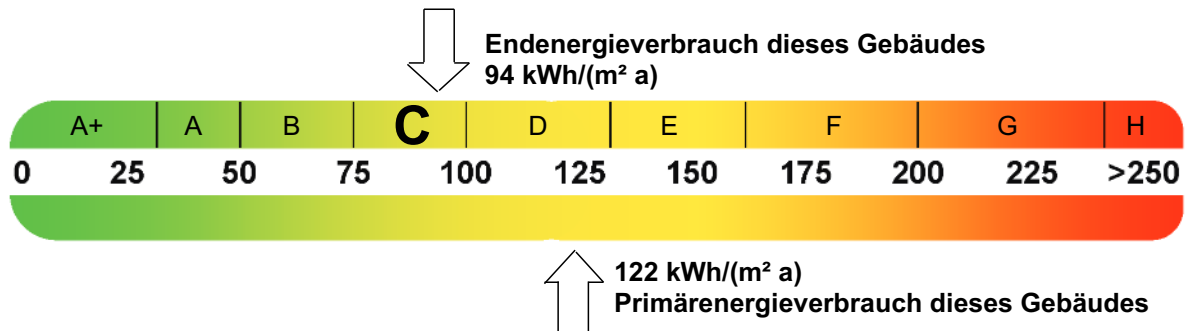 Endenergieverbrauch dieses Gebäudes
94 kWh/(m² a)
A+ A B C D E F G H
0 25 50 75 100 125 150 175 200 225 >250
122 kWh/(m² a)
Primärenergieverbrauch dieses Gebäudes